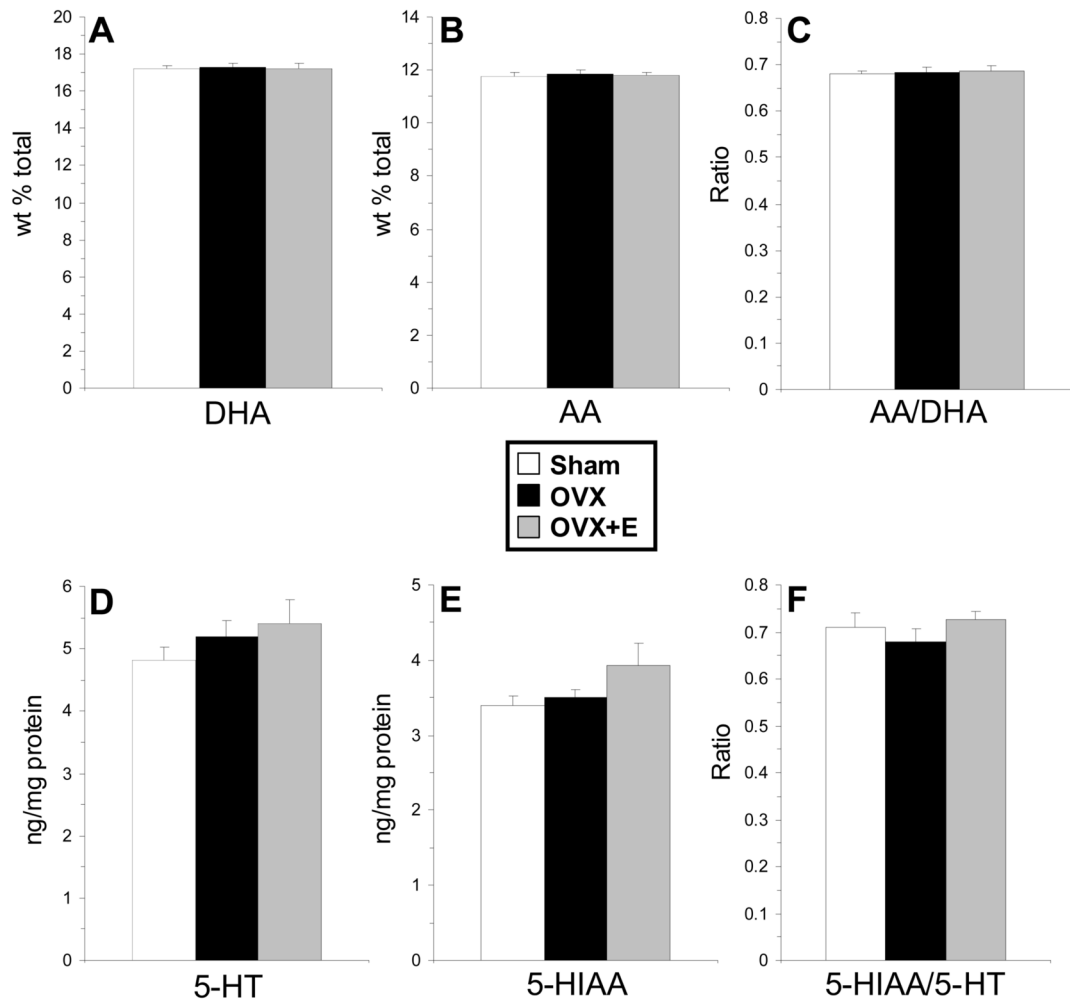 A
wt % total
20
18
16
14
12
10
8
6
4
2
0
DHA
B
wt % total
14
12
10
8
6
4
2
0
AA
C
Ratio
0.8
0.7
0.6
0.5
0.4
0.3
0.2
0.1
0
AA/DHA
Sham
OVX
OVX+E
D
ng/mg protein
6
5
4
3
2
1
0
5-HT
E
ng/mg protein
5
4
3
2
1
0
5-HIAA
F
Ratio
0.8
0.7
0.6
0.5
0.4
0.3
0.2
0.1
0
5-HIAA/5-HT